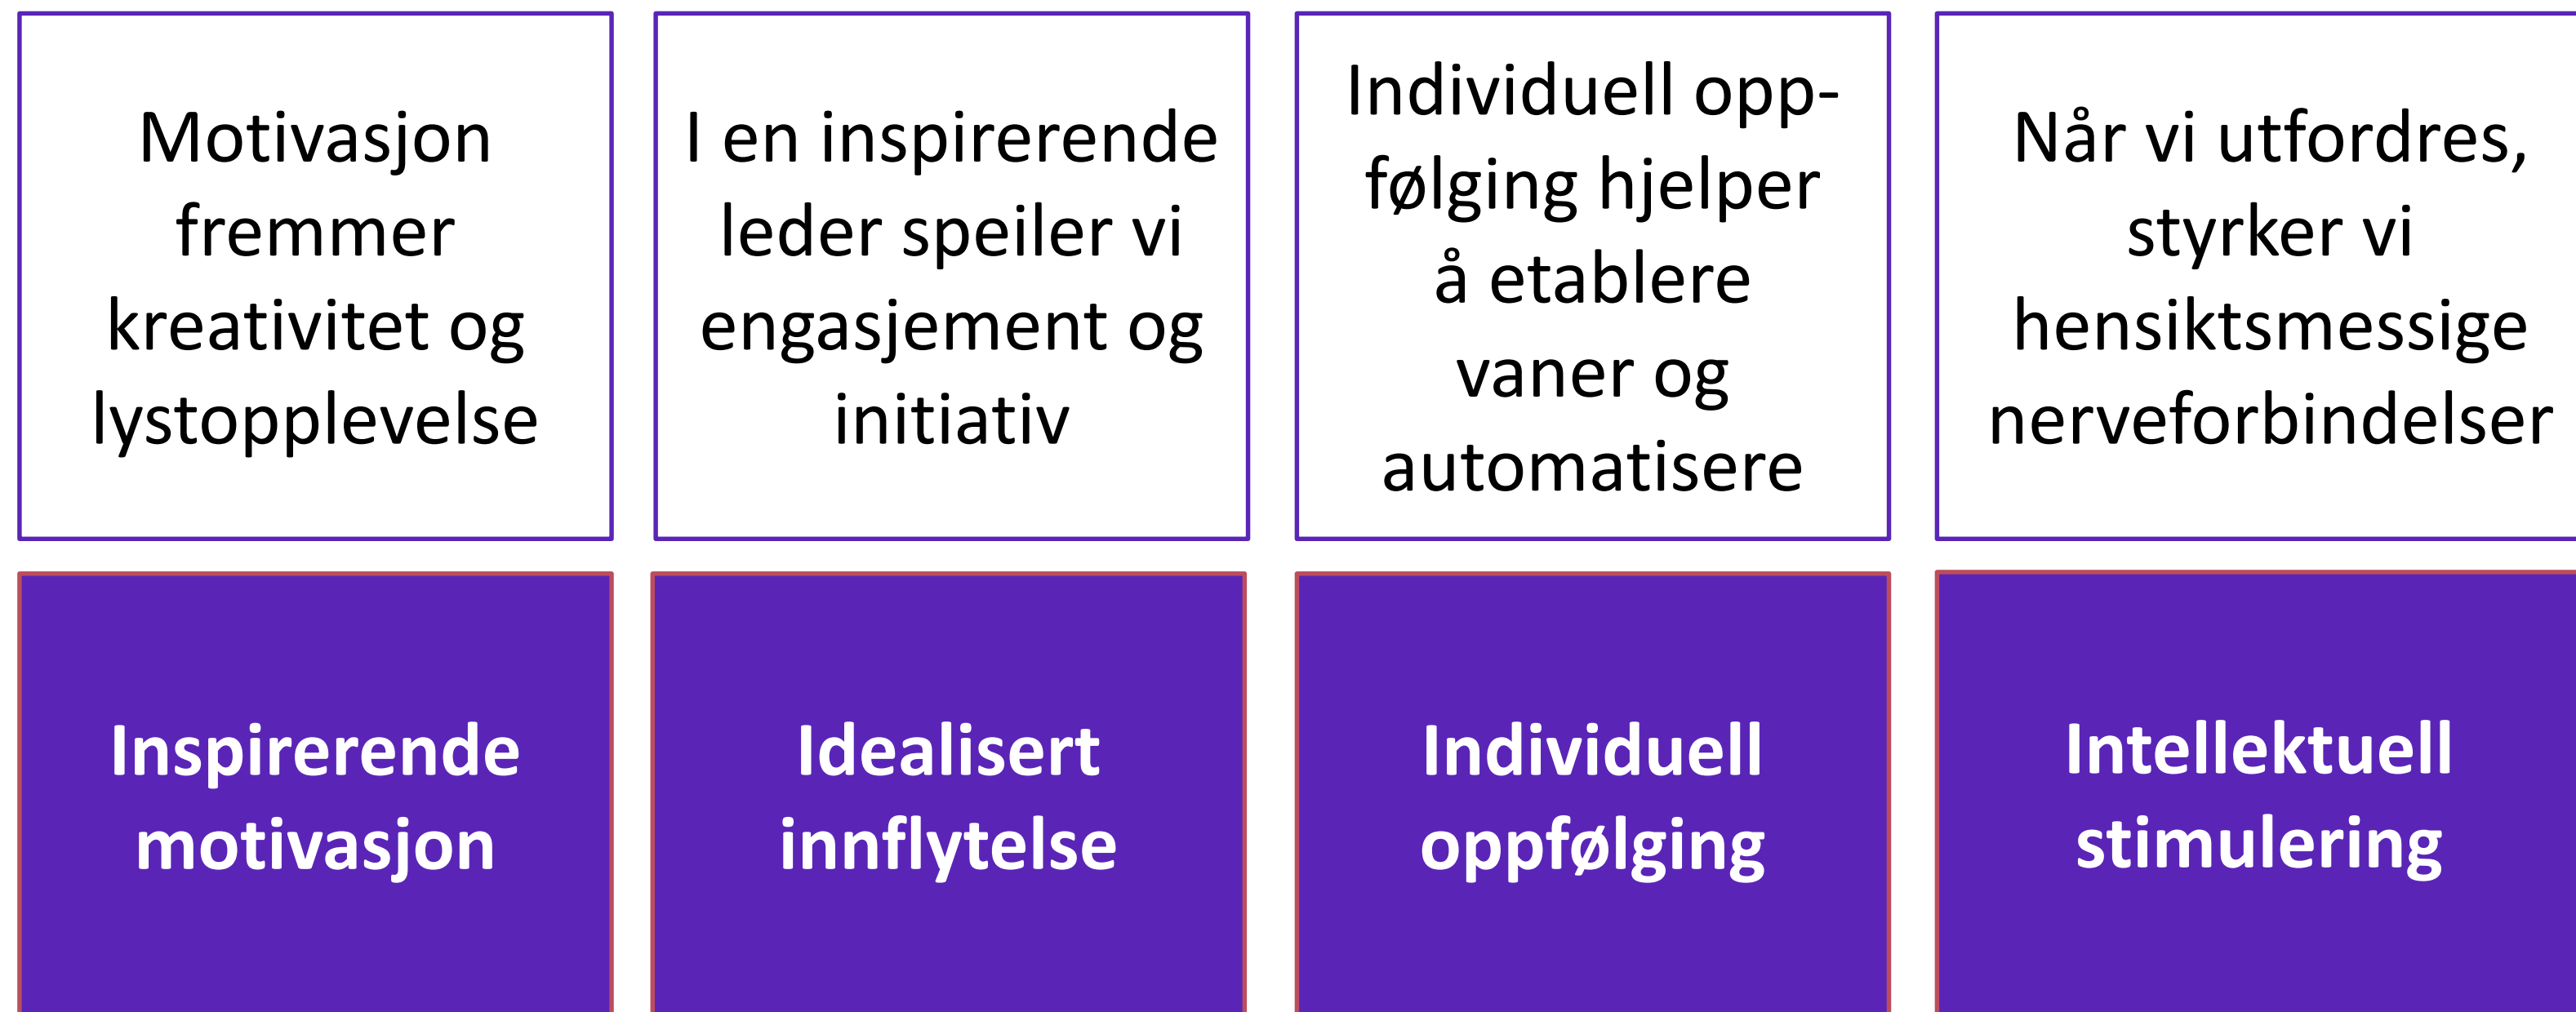 Motivasjon
fremmer
kreativitet og
lystopplevelse
I en inspirerende
leder speiler vi
engasjement og
initiativ
Individuell opp-
følging hjelper
å etablere
vaner og
automatisere
Når vi utfordres,
styrker vi
hensiktsmessige
nerveforbindelser
Inspirerende
motivasjon
Idealisert
innflytelse
Individuell
oppfølging
Intellektuell
stimulering